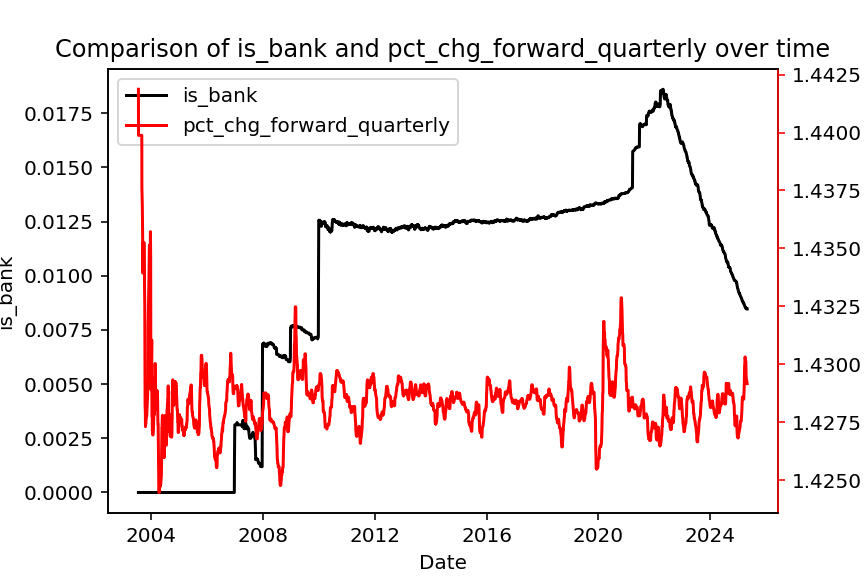 Comparison of is_bank and pct_chg_forward_quarterly over time
is_bank
pct_chg_forward_quarterly
0.0175
0.0150
0.0125
0.0100
0.0075
0.0050
0.0025
0.0000
is_bank
1.4425
1.4400
1.4375
1.4350
1.4325
1.4300
1.4275
1.4250
2004 2008 2012 2016 2020 2024
Date